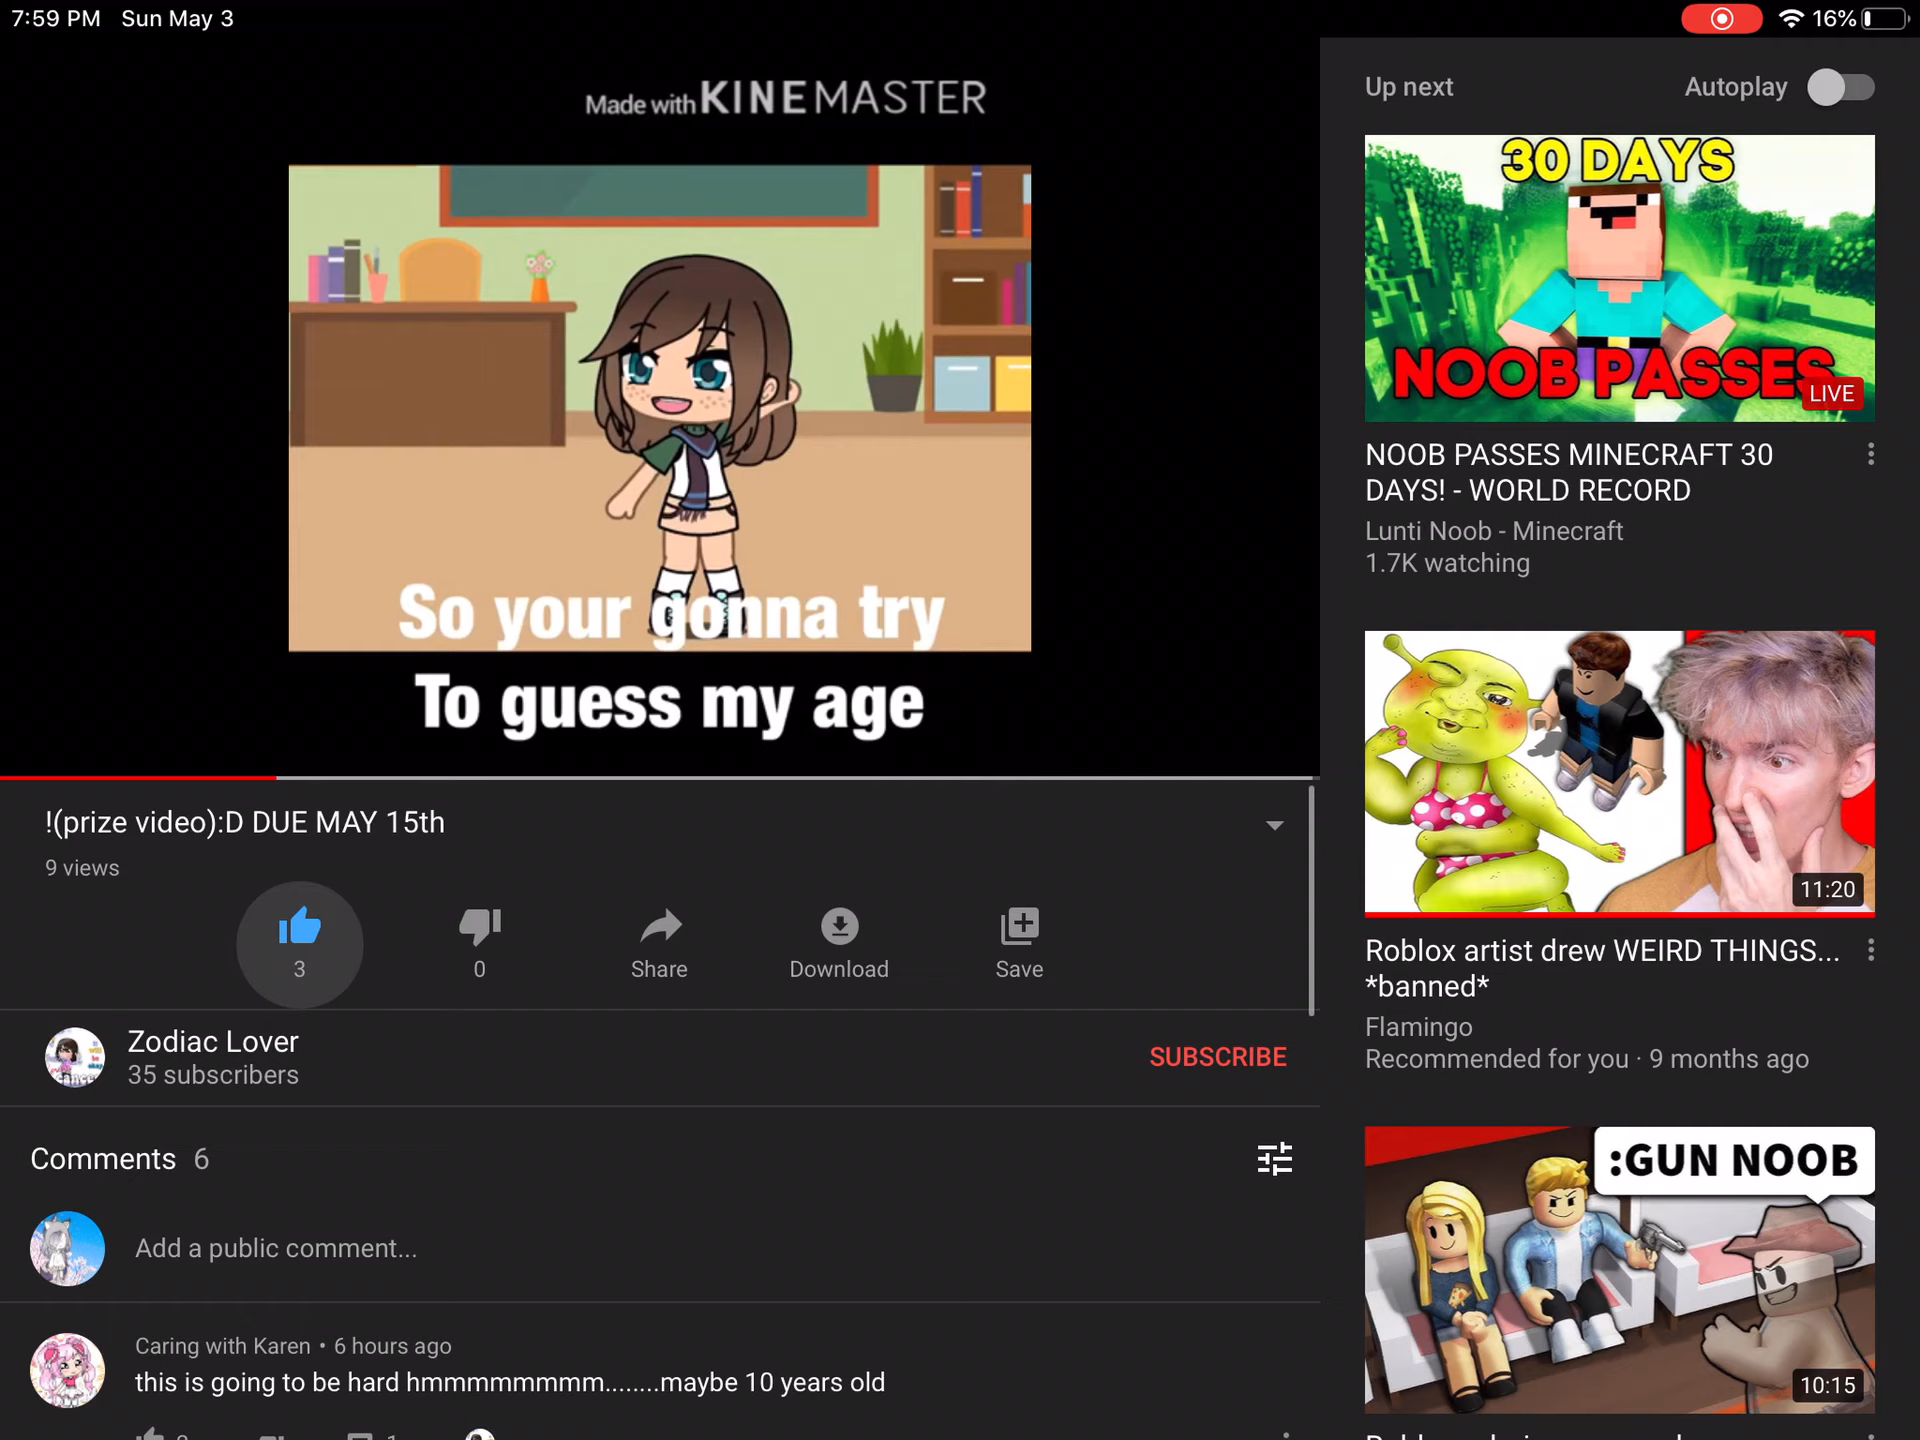 7:59 PM Sun May 3
16%
Made with KINEMASTER
So your gonna try
To guess my age
!(prize video):D DUE MAY 15th
9 views
3
0
Share
Download
Save
Zodiac Lover
35 subscribers
SUBSCRIBE
Comments 6
Add a public comment...
Caring with Karen • 6 hours ago
this is going to be hard hmmmmmmmm........maybe 10 years old
Up next
Autoplay
30 DAYS
NOOB PASSES
LIVE
NOOB PASSES MINECRAFT 30
DAYS! - WORLD RECORD
Lunti Noob - Minecraft
1.7K watching
11:20
Roblox artist drew WEIRD THINGS...
*banned*
Flamingo
Recommended for you · 9 months ago
:GUN NOOB
10:15